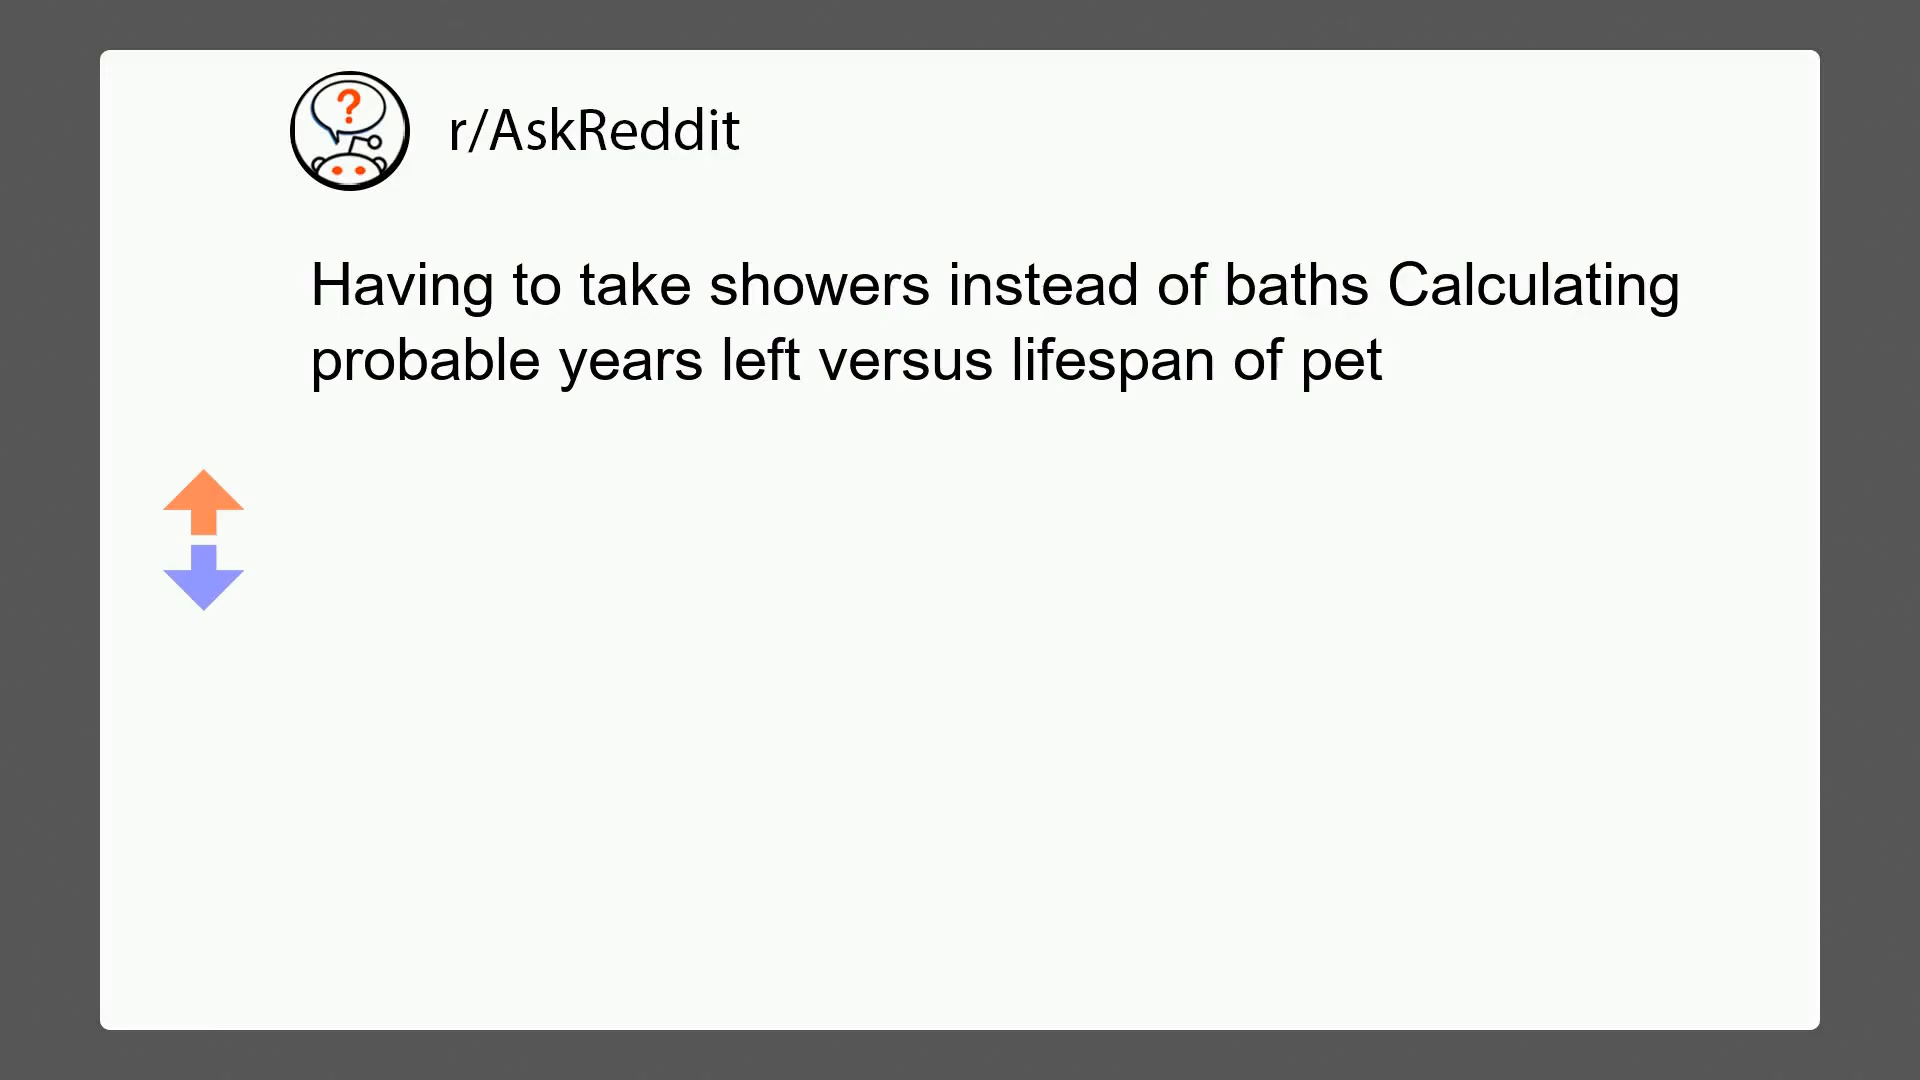 r/AskReddit
Having to take showers instead of baths Calculating
probable years left versus lifespan of pet